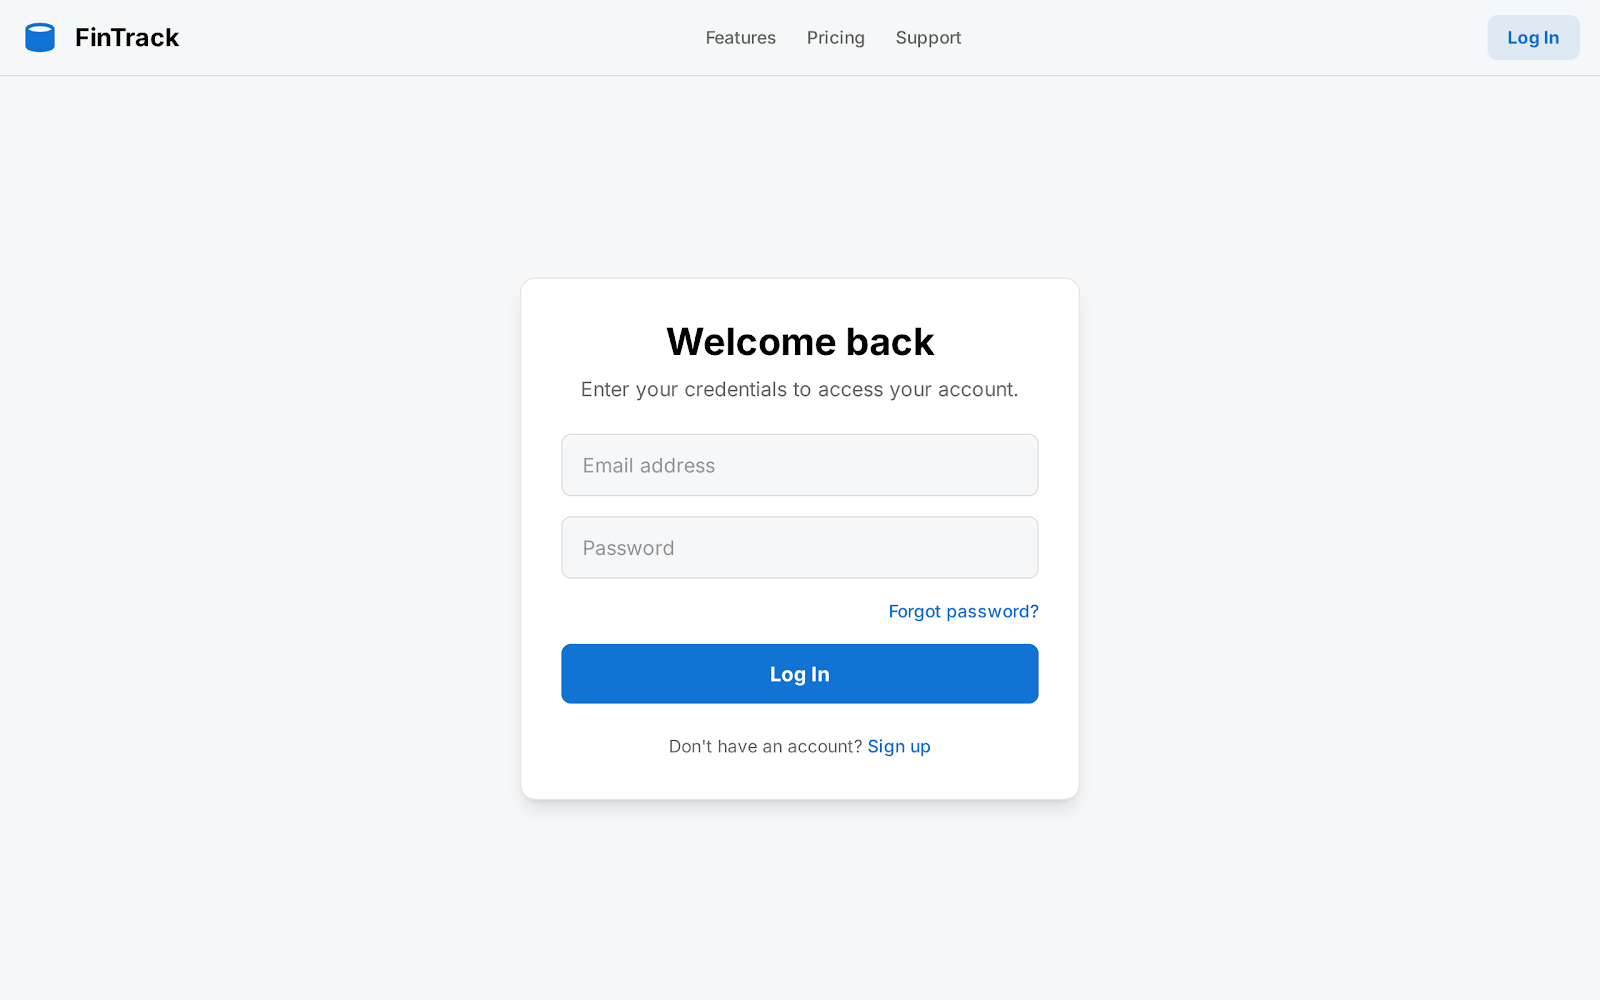 FinTrack
Features
Pricing
Support
Log In
Welcome back
Enter your credentials to access your account.
Email address
Password
Forgot password?
Log In
Don't have an account? Sign up